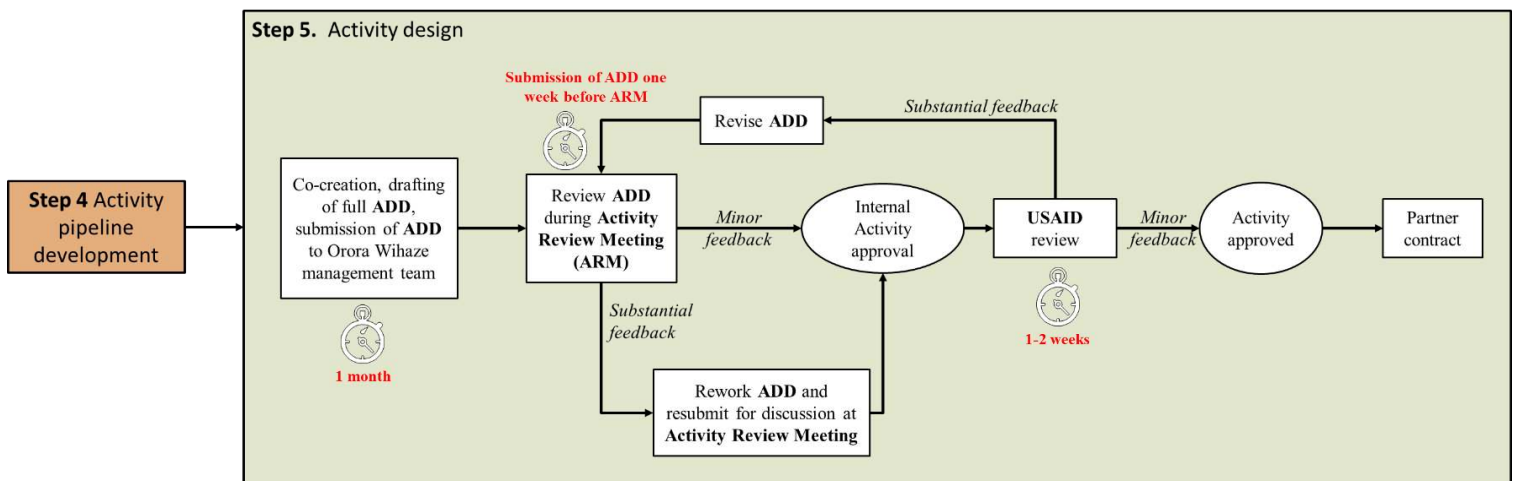 Step 5. Activity design
Step 4 Activity
pipeline
development
Co-creation, drafting
of full ADD,
submission of ADD
to Orora Wihaze
management team
1 month
Submission of ADD one
week before ARM
Review ADD
during Activity
Review Meeting
(ARM)
Revise ADD
Substantial feedback
Minor
feedback
Substantial
feedback
Rework ADD and
resubmit for discussion at
Activity Review Meeting
Internal
Activity
approval
USAID
review
1-2 weeks
Minor
feedback
Activity
approved
Partner
contract